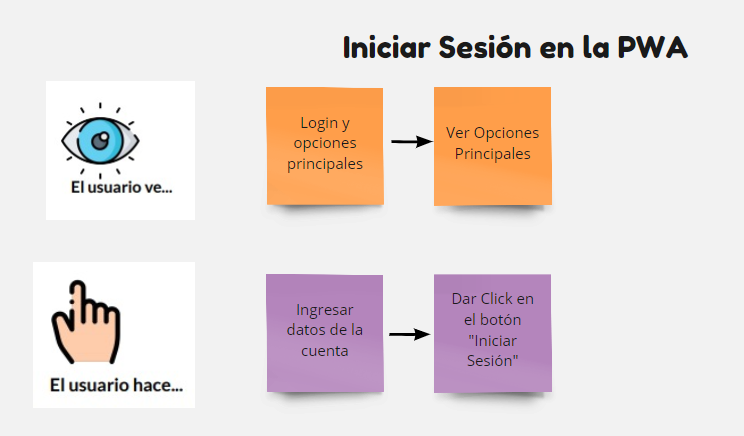 Iniciar Sesión en la PWA
El usuario ve...
Login y
opciones
principales
Ver Opciones
Principales
El usuario hace...
Ingresar
datos de la
cuenta
Dar Click en
el botón
"Iniciar
Sesión"